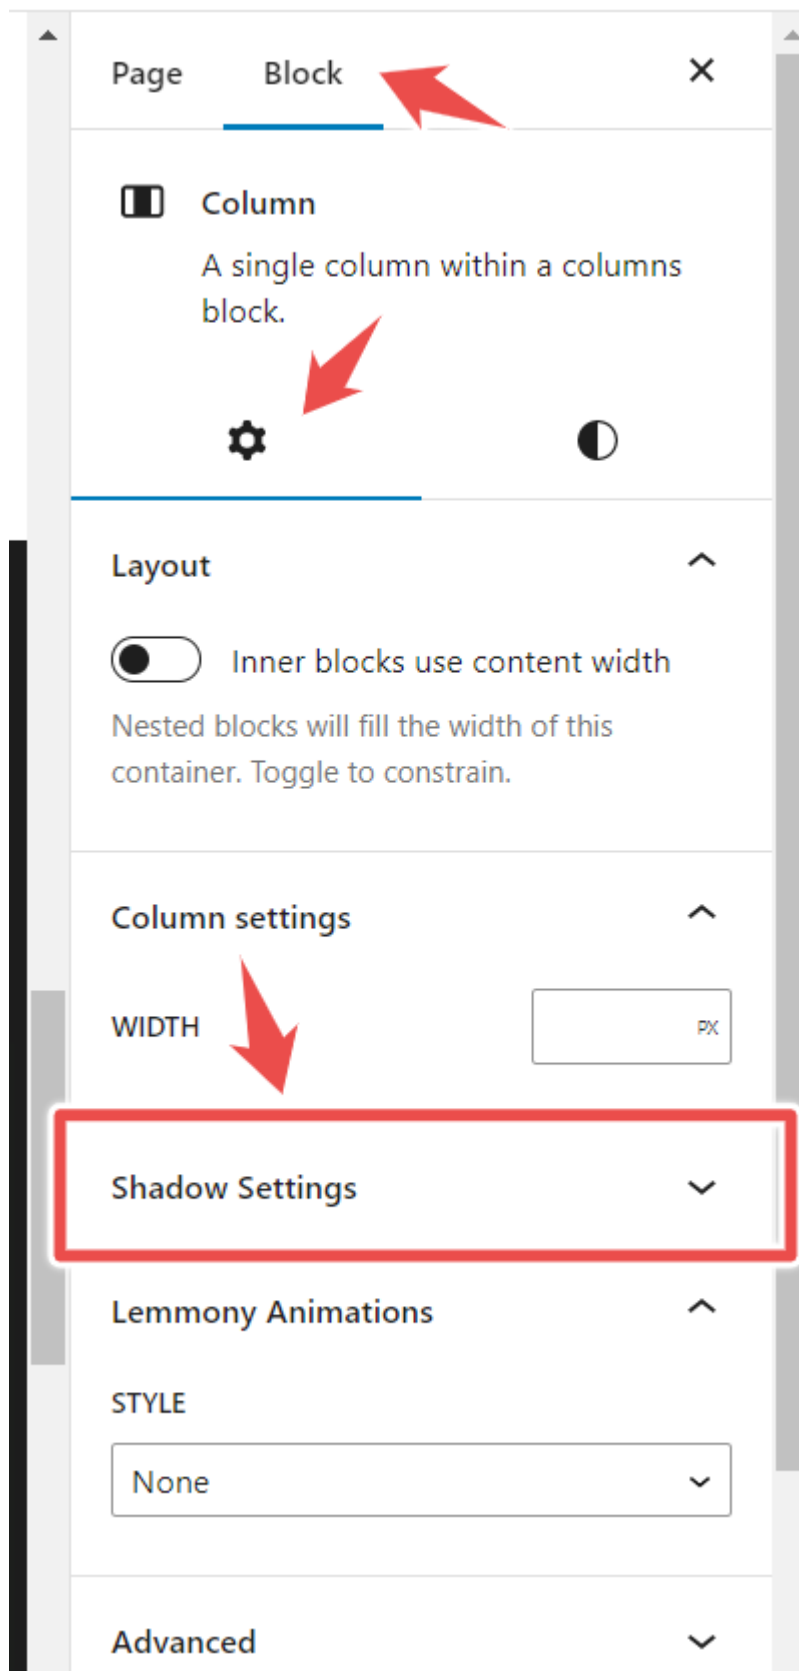 Page Block
Column
A single column within a columns
block.
Layout
Inner blocks use content width
Nested blocks will fill the width of this
container. Toggle to constrain.
Column settings
WIDTH PX
Shadow Settings
Lemmony Animations
STYLE
None
Advanced